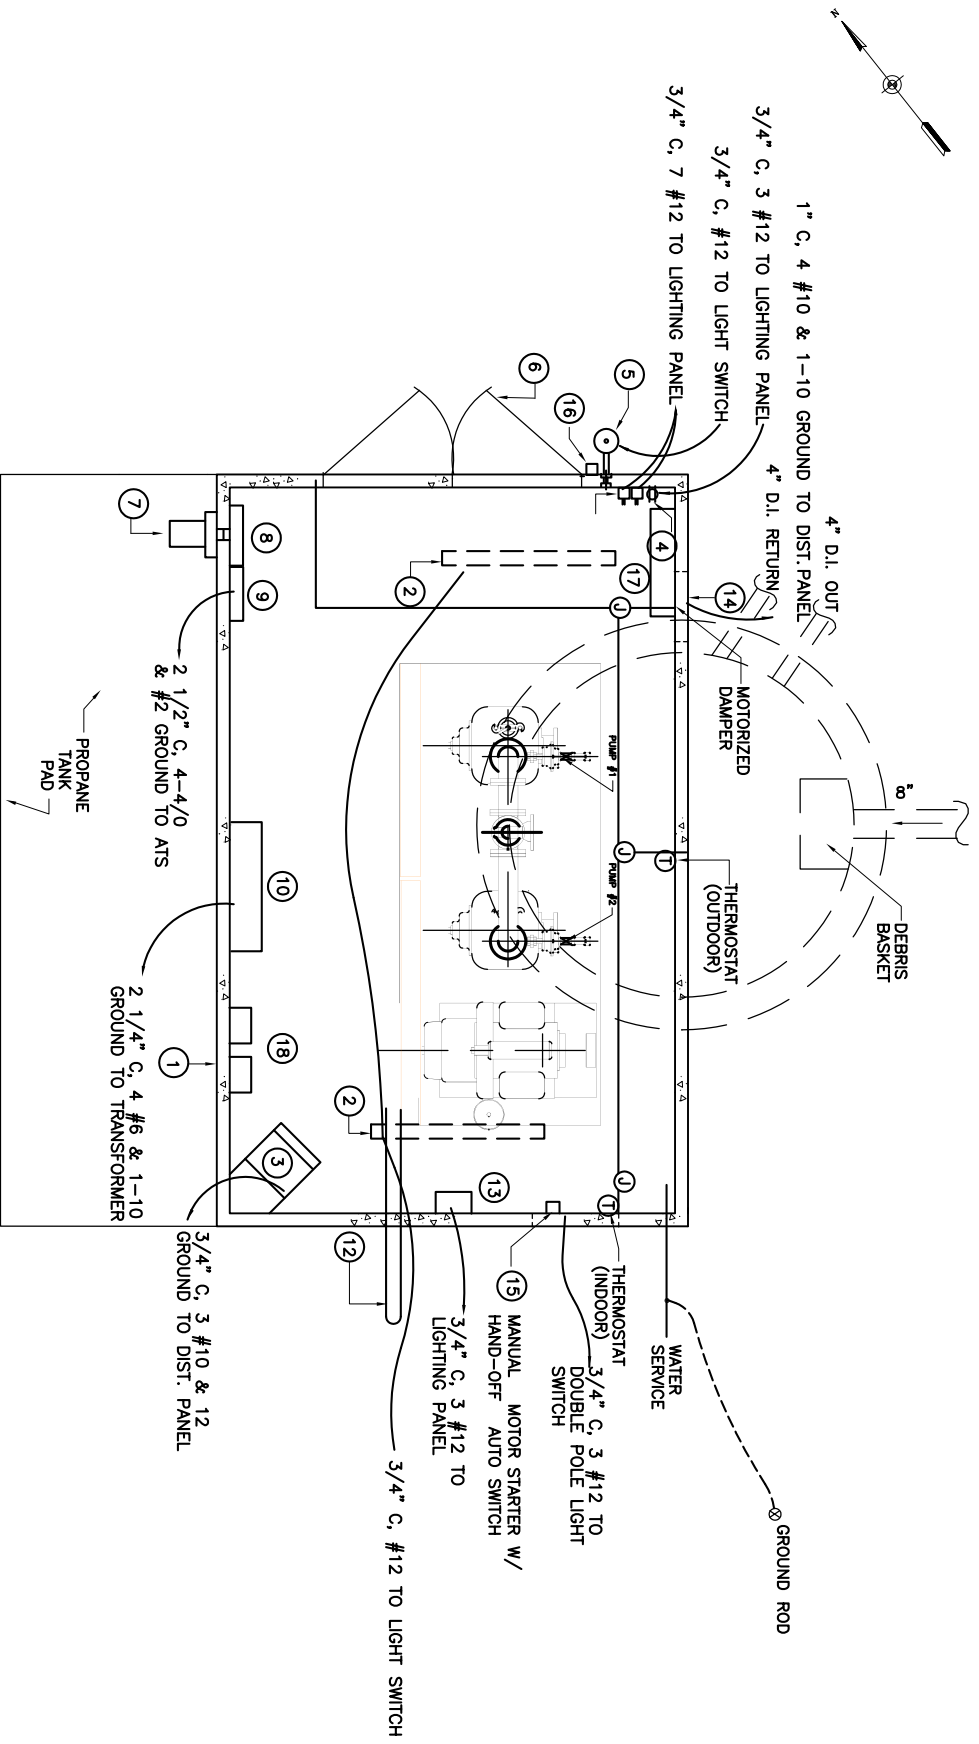 N
3/4" C, 7 #12 TO LIGHTING PANEL
3/4" C, #12 TO LIGHT SWITCH
3/4" C, 3 #12 TO LIGHTING PANEL
1" C, 4 #10 & 1-10 GROUND TO DIST.PANEL
4" D.I. RETURN
4" D.I. OUT
8"
DEBRIS
BASKET
MOTORIZED
DAMPER
THERMOSTAT
(OUTDOOR)
14
4
17
5
16
6
2
J
J
T
PUMP #1
PUMP #2
7
8
9
2 1/2" C, 4-4/0
& #2 GROUND TO ATS
PROPANE
TANK
PAD
10
2 1/4" C, 4 #6 & 1-10
GROUND TO TRANSFORMER
18
1
2
3
3/4" C, 3 #10 & 12
GROUND TO DIST. PANEL
12
13
J
T
THERMOSTAT
(INDOOR)
WATER
SERVICE
GROUND ROD
3/4" C, 3 #12 TO
DOUBLE POLE LIGHT
SWITCH
15
MANUAL MOTOR STARTER W/
HAND-OFF AUTO SWITCH
3/4" C, 3 #12 TO
LIGHTING PANEL
3/4" C, #12 TO LIGHT SWITCH